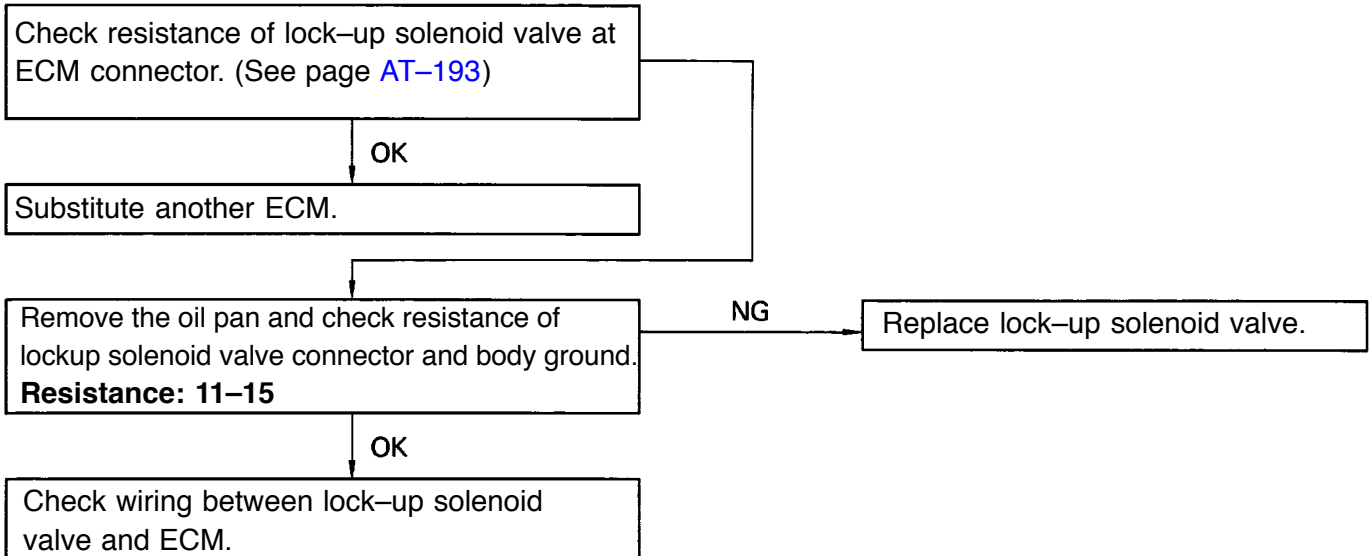 Check resistance of lock–up solenoid valve at
ECM connector. (See page AT–193)
OK
Substitute another ECM.
Remove the oil pan and check resistance of
lockup solenoid valve connector and body ground.
Resistance: 11–15
NG
Replace lock–up solenoid valve.
OK
Check wiring between lock–up solenoid
valve and ECM.